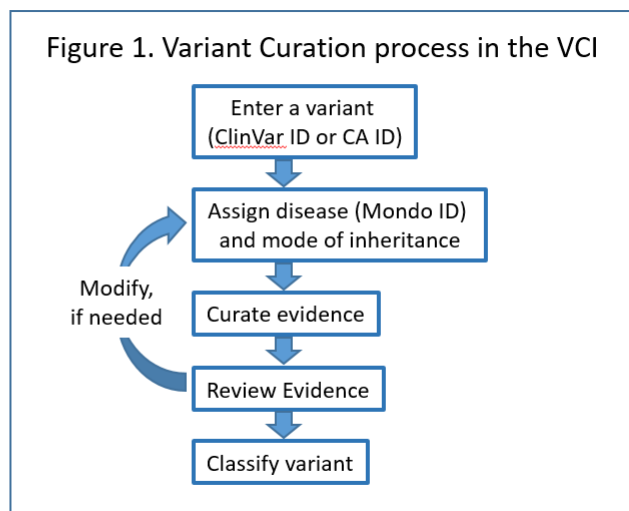 Figure 1. Variant Curation process in the VCI
Enter a variant
(ClinVar ID or CA ID)
Assign disease (Mondo ID)
and mode of inheritance
Modify,
if needed
Curate evidence
Review Evidence
Classify variant